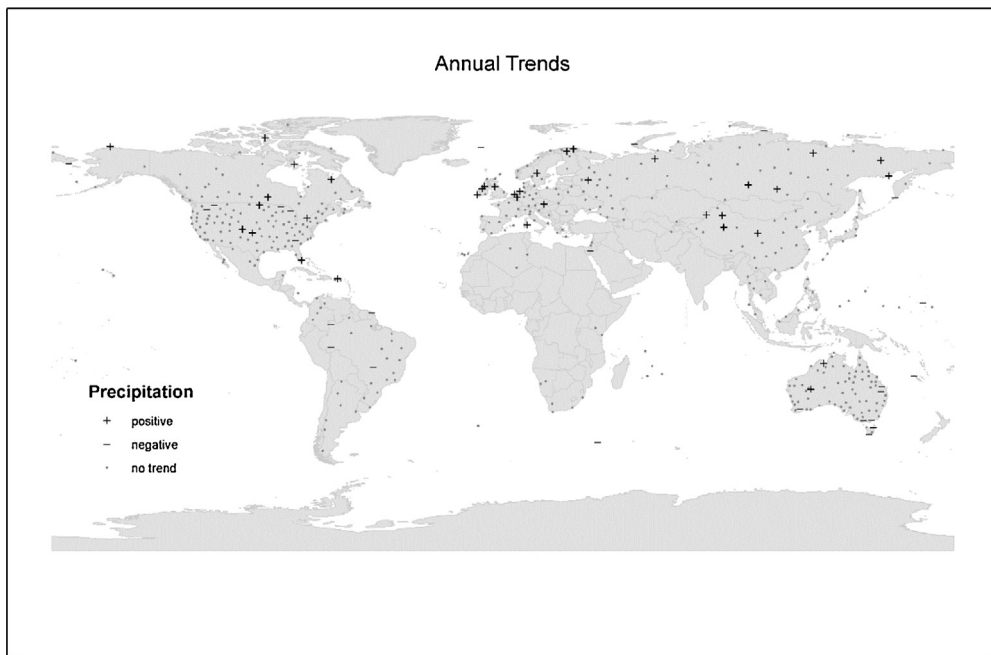 Annual Trends
Precipitation
positive
negative
no trend